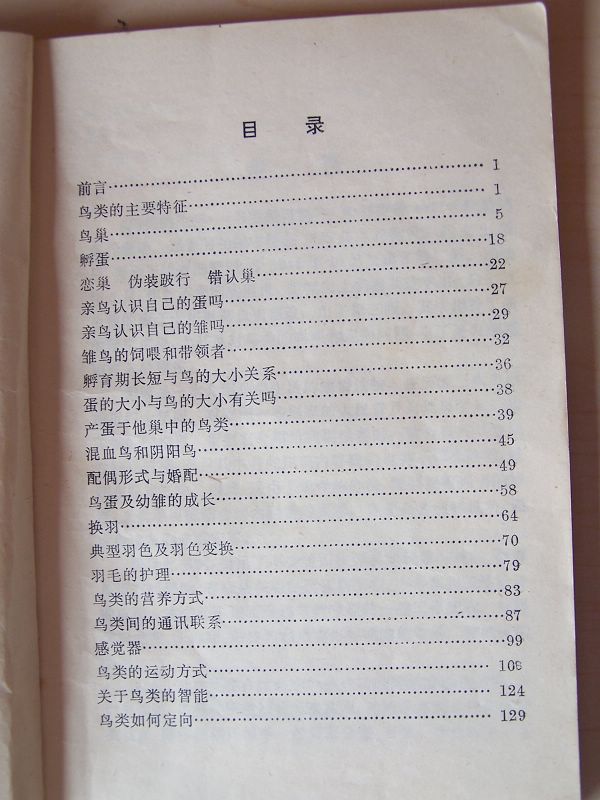 目 录
前言 1
鸟类的主要特征 1
鸟巢 5
孵蛋 18
恋巢 伪装跛行 错认巢 22
亲鸟认识自己的蛋吗 27
亲鸟认识自己的雏吗 29
雏鸟的饲喂和带领者 32
孵育期长短与鸟的大小关系 36
蛋的大小与鸟的大小有关吗 38
产蛋于他巢中的鸟类 39
混血鸟和阴阳鸟 45
配偶形式与婚配 49
鸟蛋及幼雏的成长 58
换羽 64
典型羽色及羽色变换 70
羽毛的护理 79
鸟类的营养方式 83
鸟类间的通讯联系 87
感觉器 99
鸟类的运动方式 108
关于鸟类的智能 124
鸟类如何定向 129